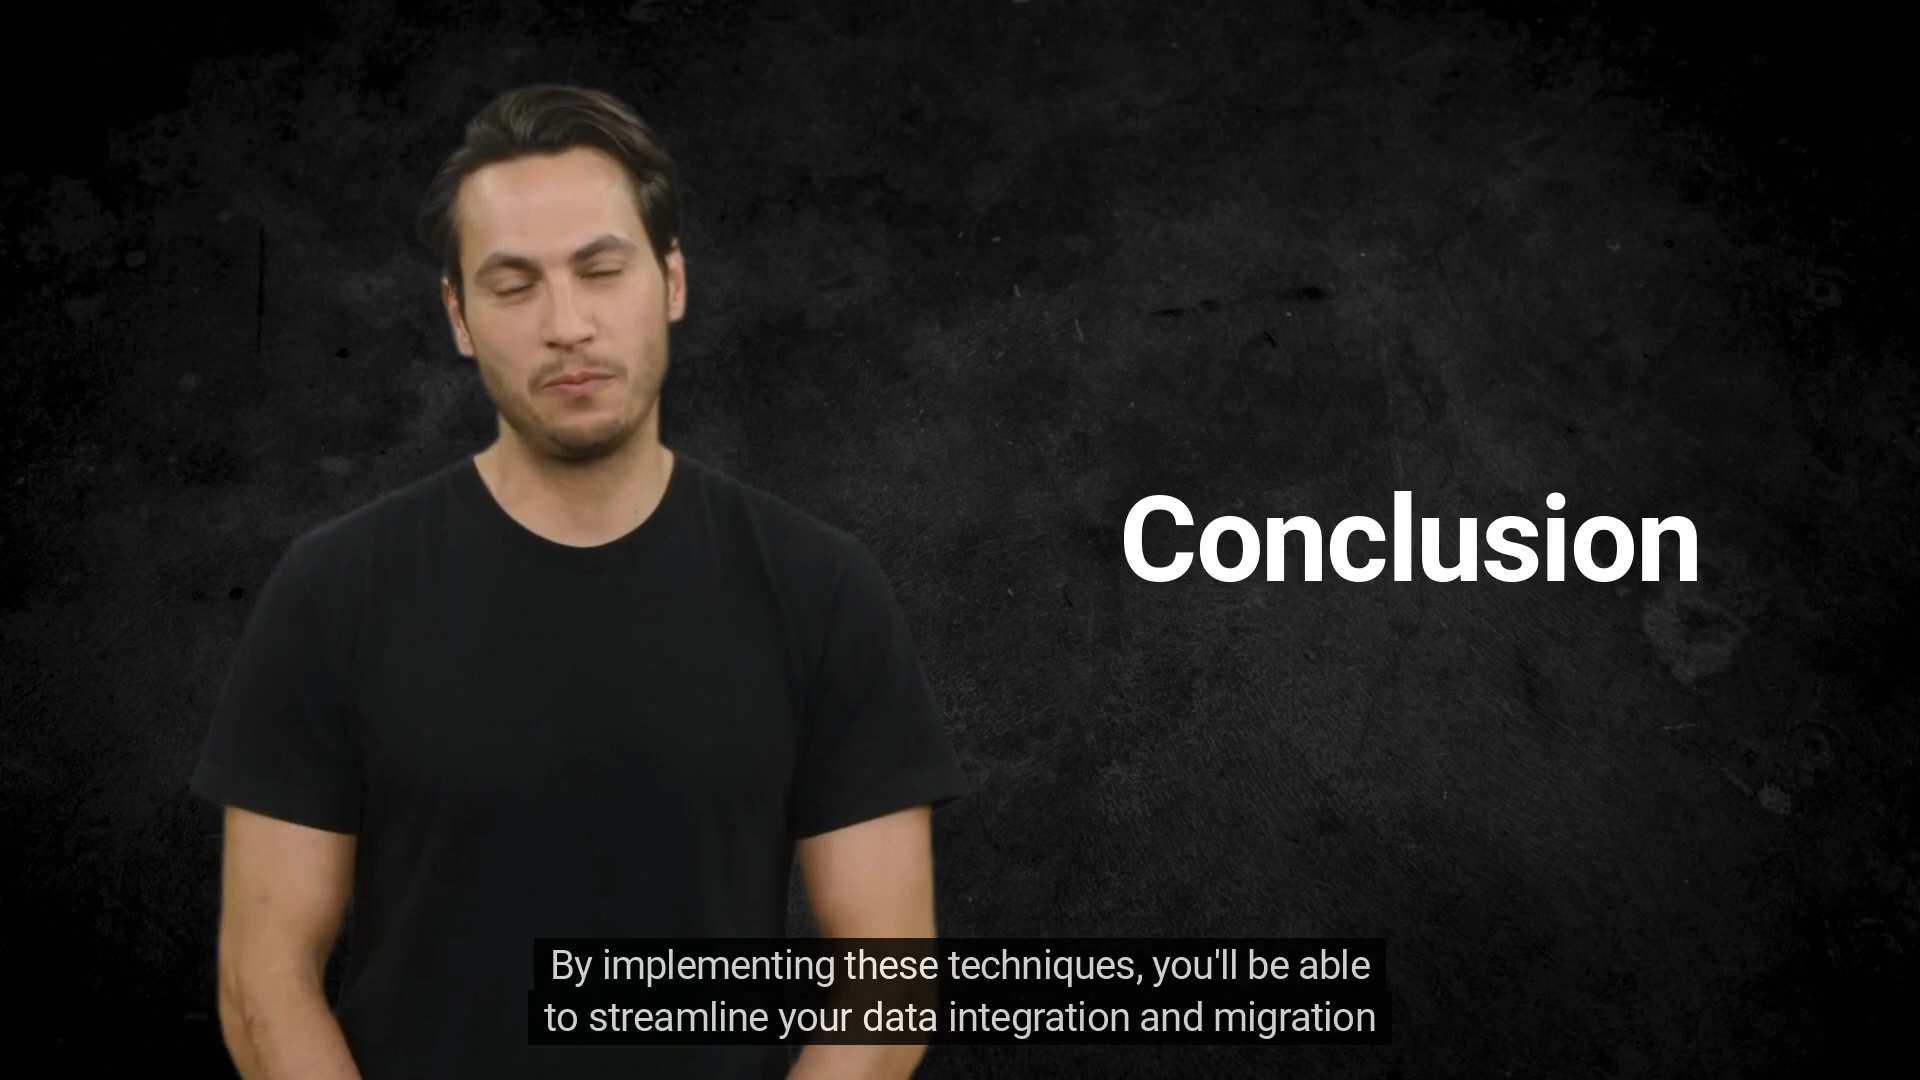 Conclusion
By implementing these techniques, you'll be able
to streamline your data integration and migration